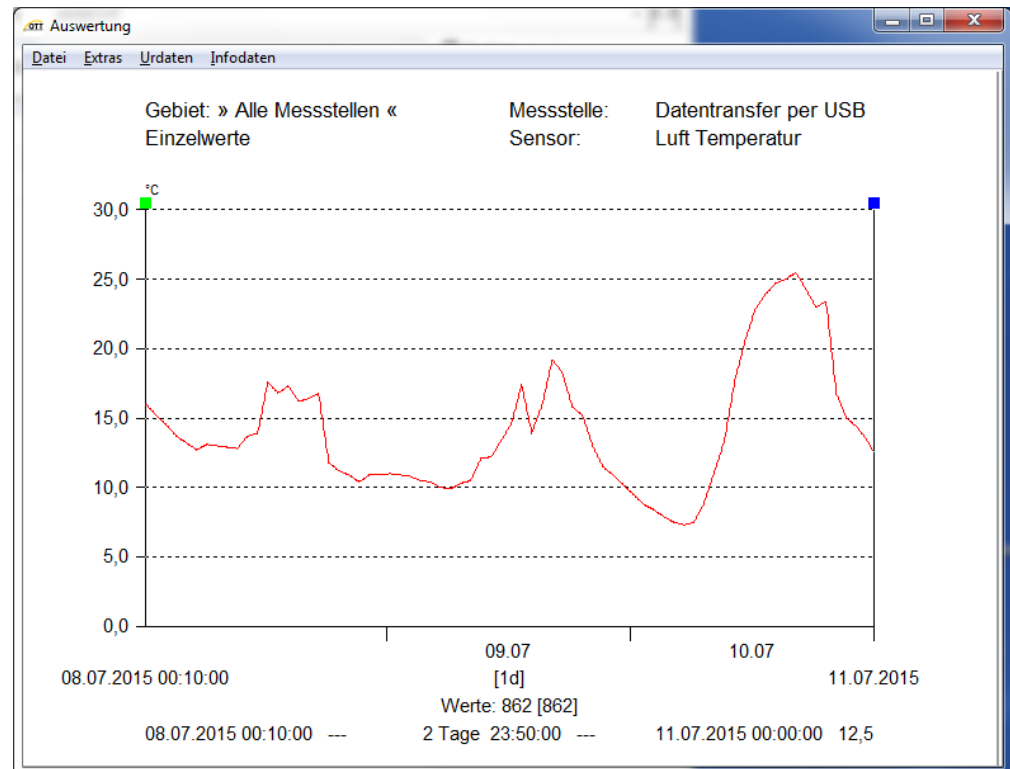 OTT Auswertung
Datei Extras Urdaten Infodaten
Gebiet: » Alle Messstellen « Messstelle: Datentransfer per USB
Einzelwerte Sensor: Luft Temperatur
°C
30,0
25,0
20,0
15,0
10,0
5,0
0,0
09.07 10.07
08.07.2015 00:10:00 [1d] 11.07.2015
Werte: 862 [862]
08.07.2015 00:10:00 --- 2 Tage 23:50:00 --- 11.07.2015 00:00:00 12,5